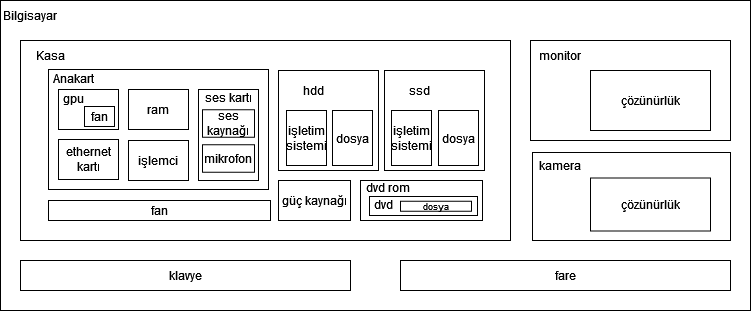 Bilgisayar
Kasa
Anakart
gpu
fan
ram
ses kartı
ses
kaynağı
mikrofon
ethernet
kartı
işlemci
fan
hdd
işletim
sistemi
dosya
ssd
işletim
sistemi
dosya
güç kaynağı
dvd rom
dvd
dosya
monitor
çözünürlük
kamera
çözünürlük
klavye
fare